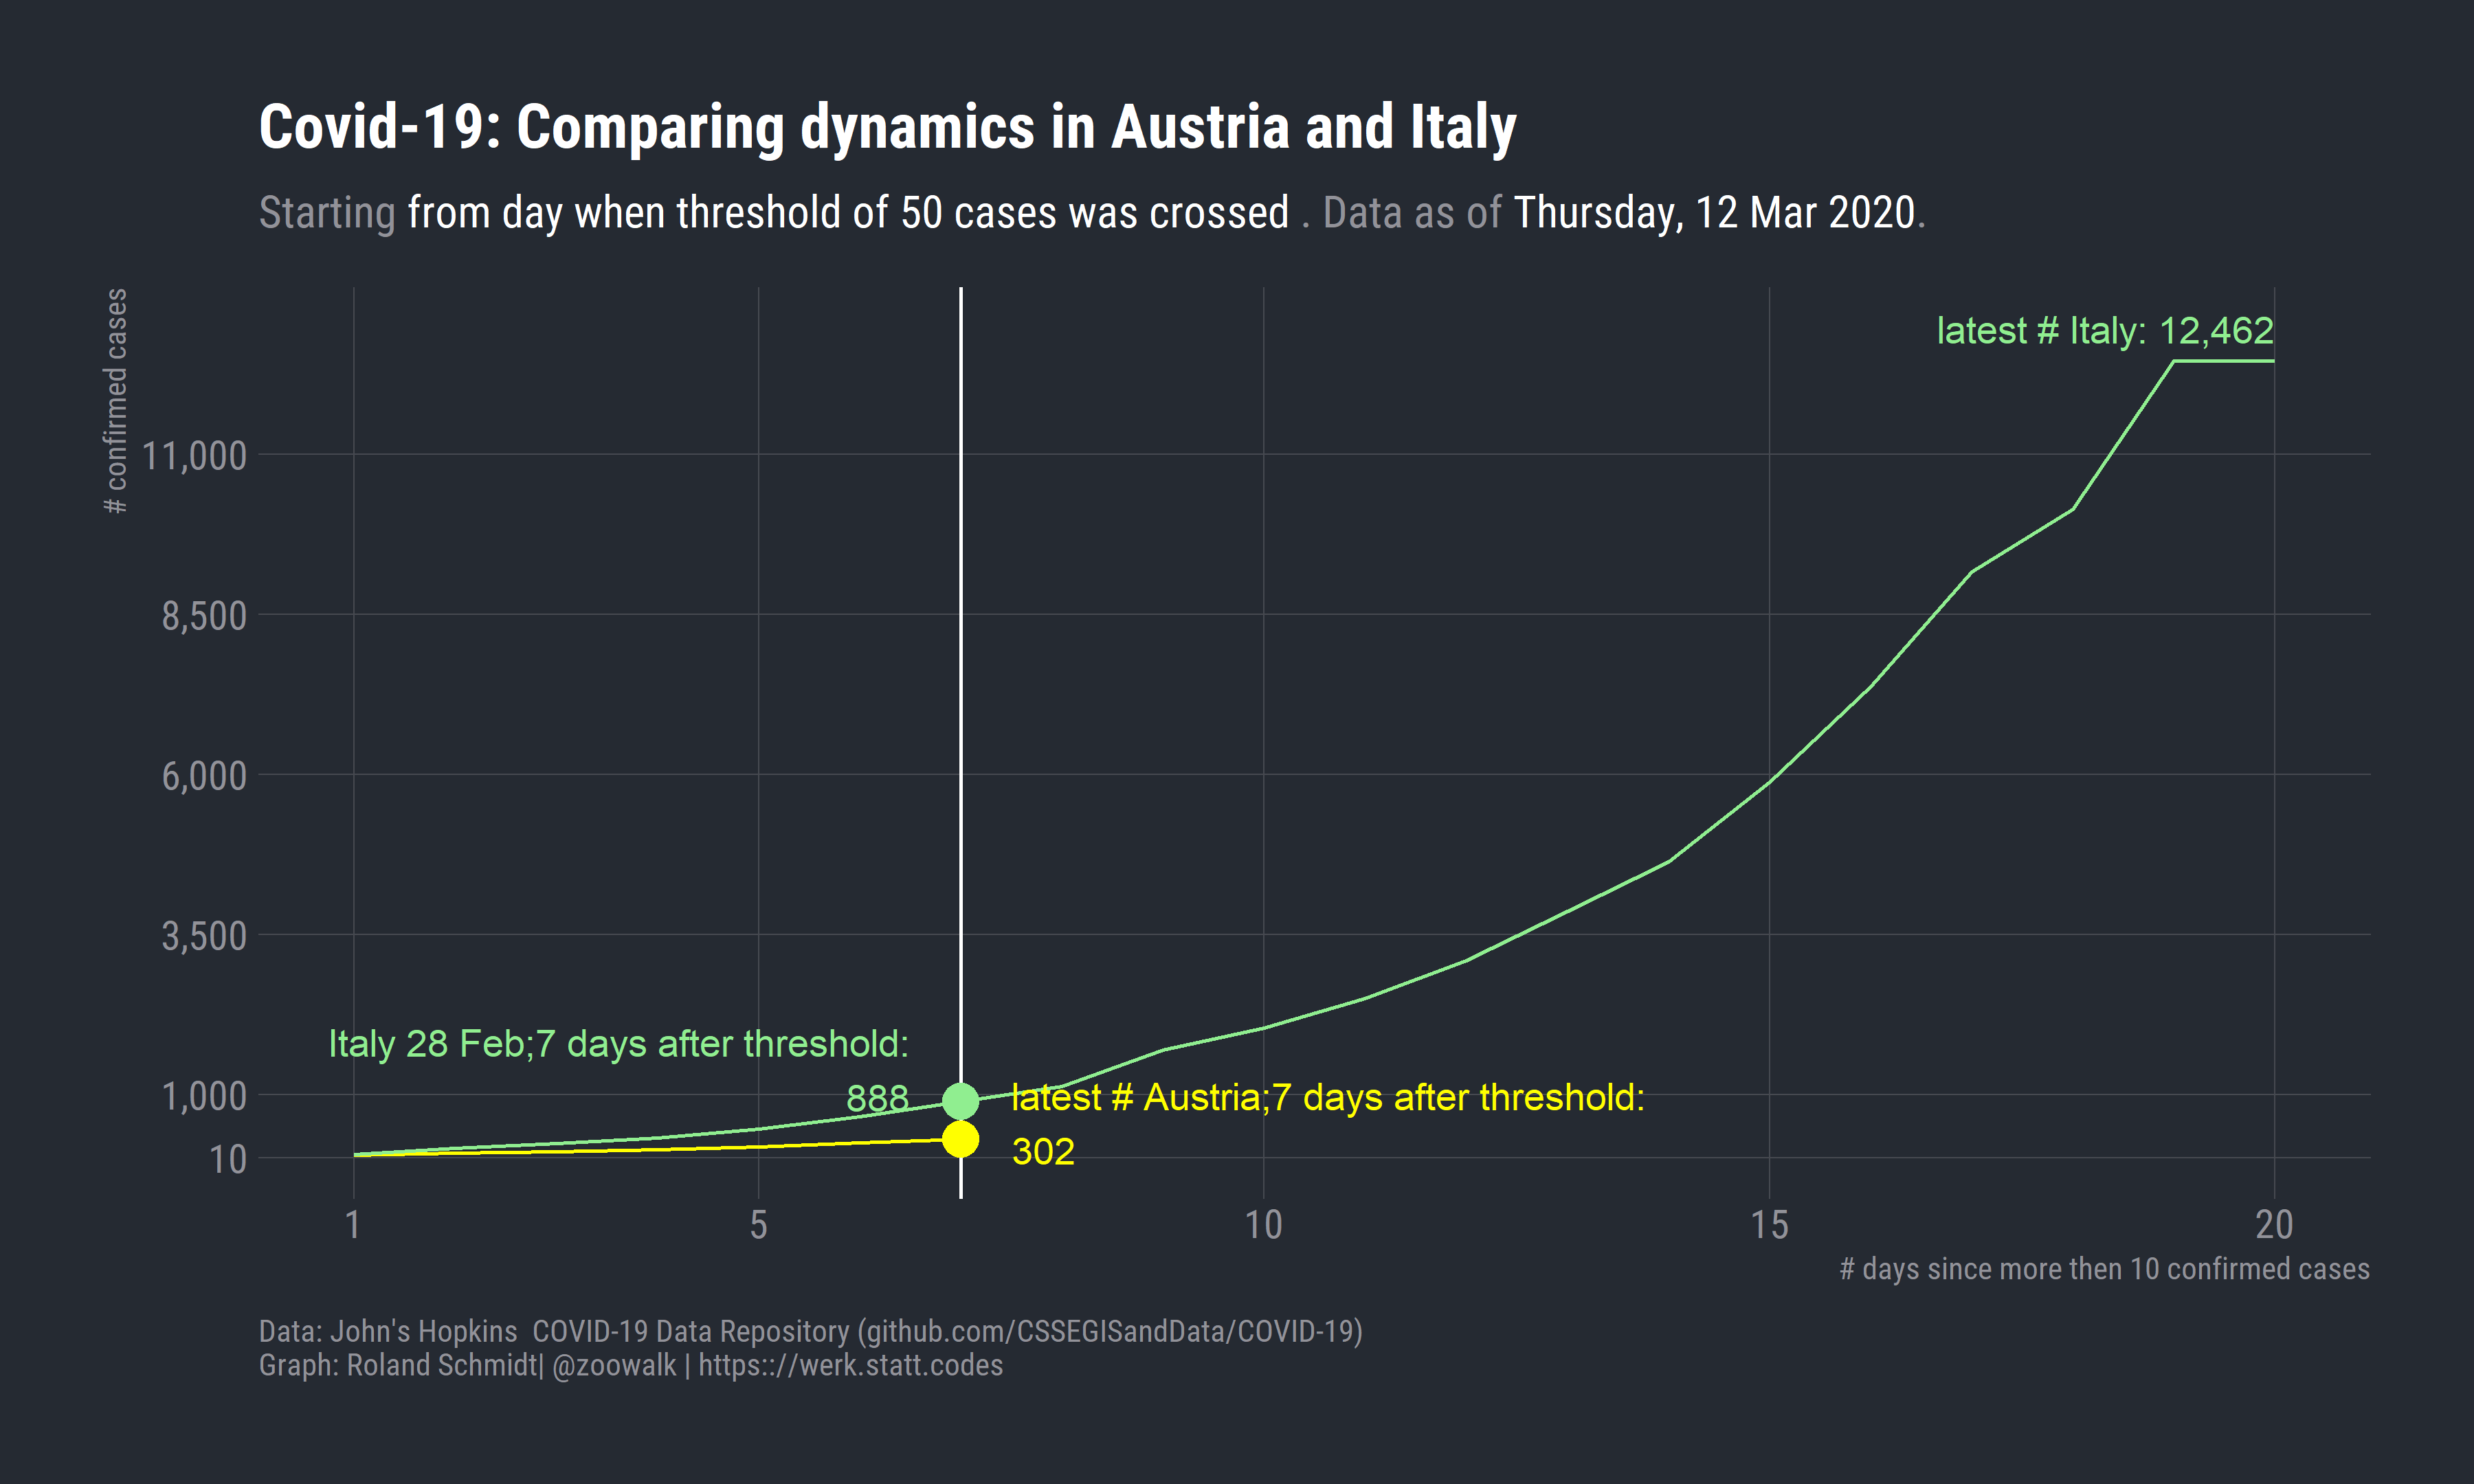 Covid-19: Comparing dynamics in Austria and Italy
Starting from day when threshold of 50 cases was crossed . Data as of Thursday, 12 Mar 2020.
# confirmed cases
latest # Italy: 12,462
11,000
8,500
6,000
3,500
1,000
10
Italy 28 Feb;7 days after threshold:
888
latest # Austria;7 days after threshold:
302
1 5 10 15 20
# days since more then 10 confirmed cases
Data: John's Hopkins  COVID-19 Data Repository (github.com/CSSEGISandData/COVID-19)
Graph: Roland Schmidt| @zoowalk | https:://werk.statt.codes